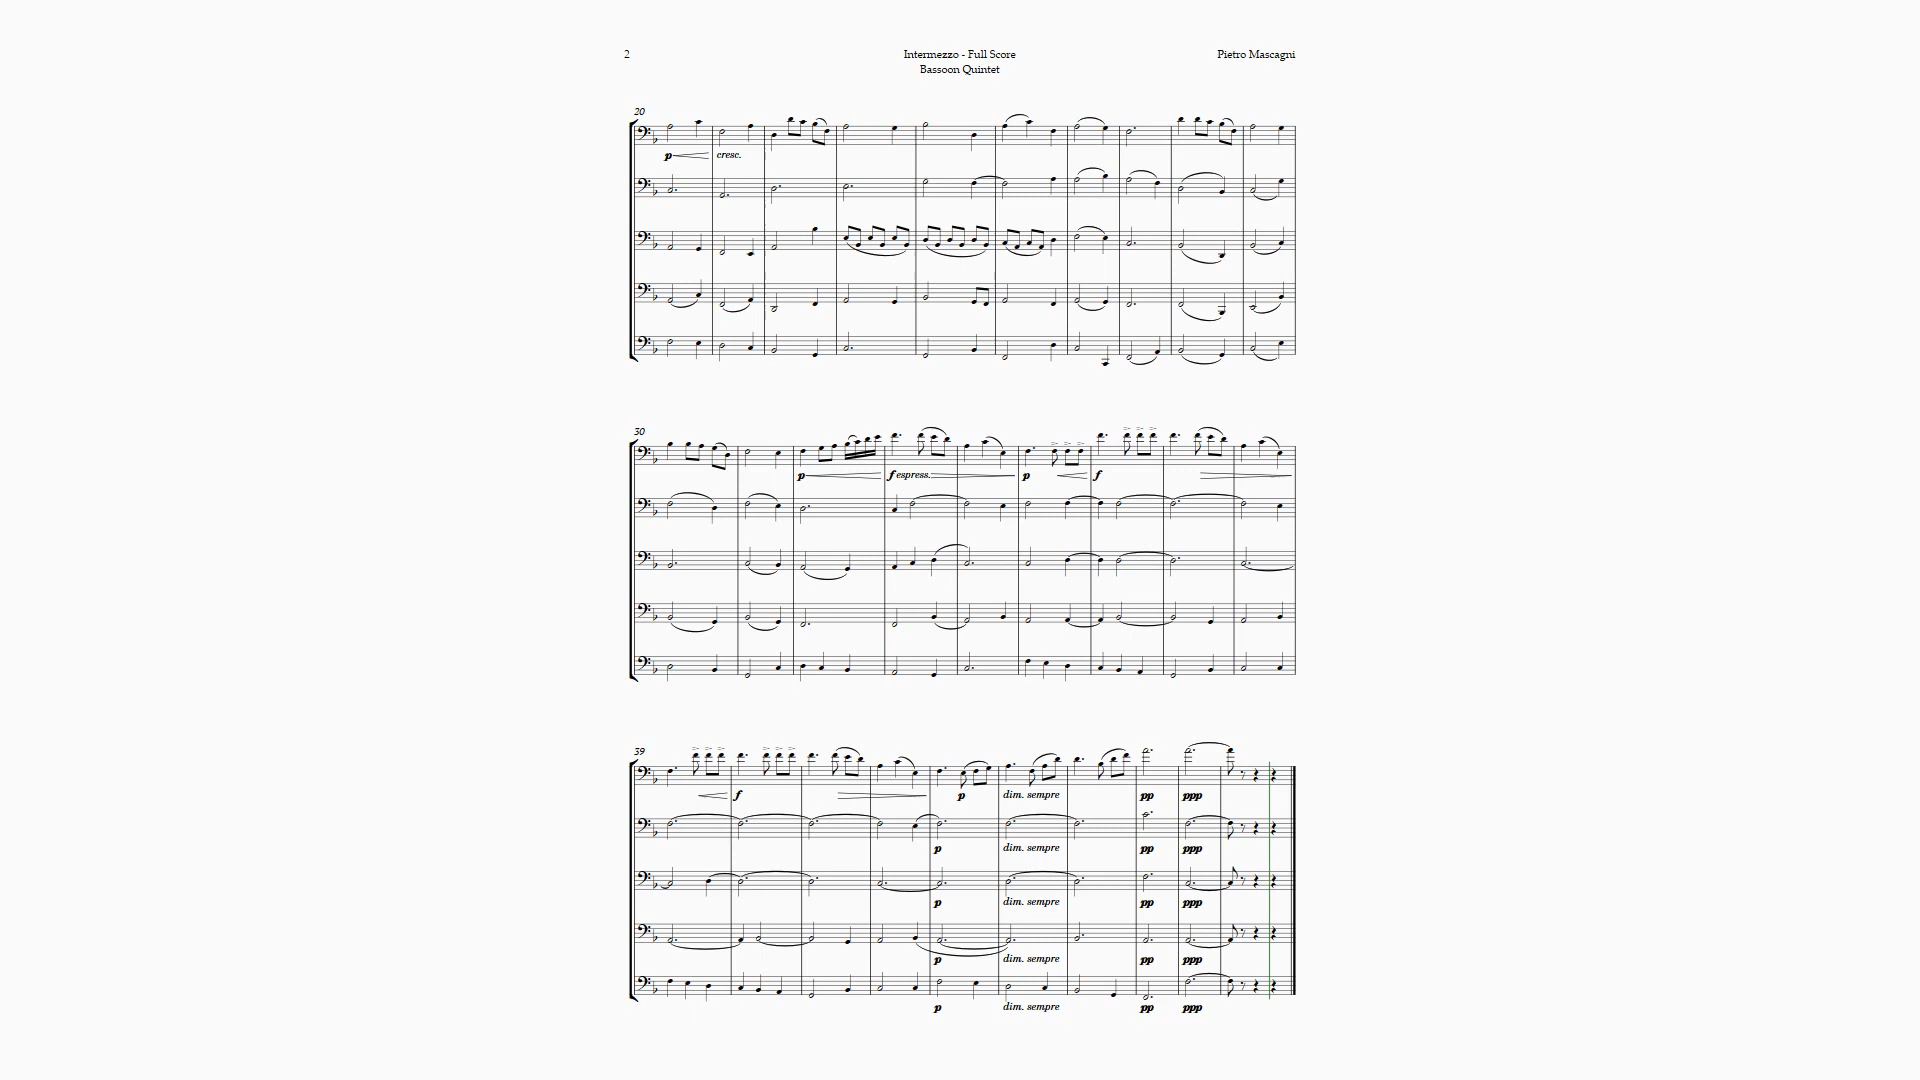 2 Intermezzo - Full Score Pietro Mascagni
Bassoon Quintet
20
p cresc.
30
p f espress. p f
39
f p dim. sempre pp ppp
p dim. sempre pp ppp
p dim. sempre pp ppp
p dim. sempre pp ppp
p dim. sempre pp ppp